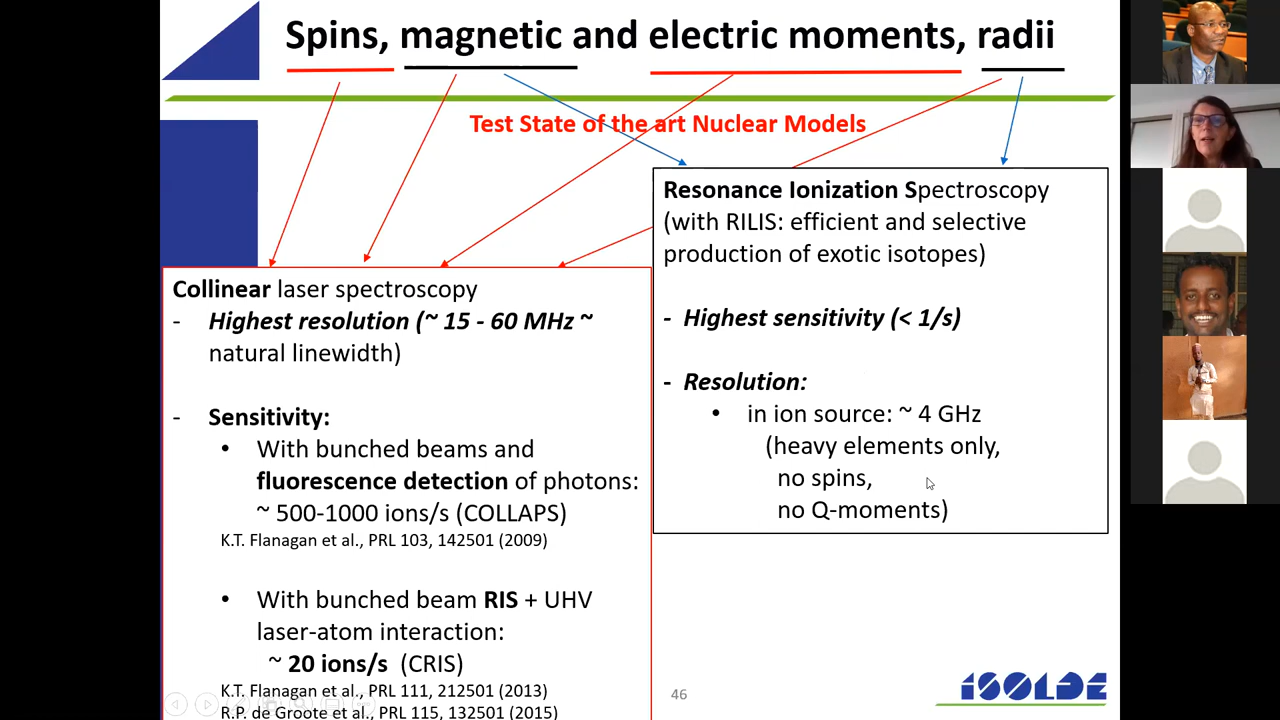 Spins, magnetic and electric moments, radii
Test State of the art Nuclear Models
Collinear laser spectroscopy
- Highest resolution (~ 15 - 60 MHz ~
natural linewidth)
- Sensitivity:
• With bunched beams and
fluorescence detection of photons:
~ 500-1000 ions/s (COLLAPS)
K.T. Flanagan et al., PRL 103, 142501 (2009)
• With bunched beam RIS + UHV
laser-atom interaction:
~ 20 ions/s (CRIS)
K.T. Flanagan et al., PRL 111, 212501 (2013)
R.P. de Groote et al., PRL 115, 132501 (2015)
Resonance Ionization Spectroscopy
(with RILIS: efficient and selective
production of exotic isotopes)
- Highest sensitivity (< 1/s)
- Resolution:
• in ion source: ~ 4 GHz
(heavy elements only,
no spins,
no Q-moments)
46
ISOLDE